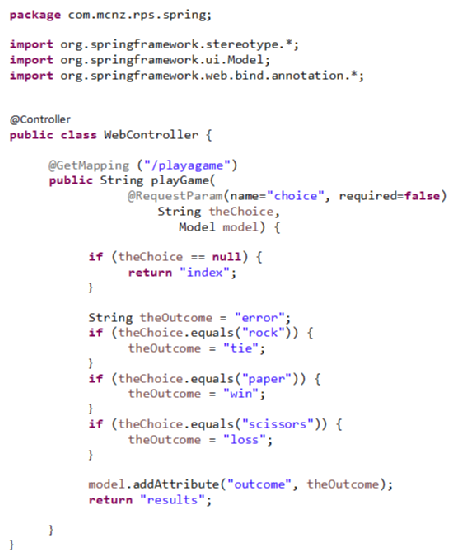 package com.mcnz.rps.spring;

import org.springframework.stereotype.*;
import org.springframework.ui.Model;
import org.springframework.web.bind.annotation.*;


@Controller
public class WebController {

    @GetMapping ("/playagame")
    public String playGame(
            @RequestParam(name="choice", required=false)
                String theChoice,
                  Model model) {

        if (theChoice == null) {
            return "index";
        }

        String theOutcome = "error";
        if (theChoice.equals("rock")) {
            theOutcome = "tie";
        }
        if (theChoice.equals("paper")) {
            theOutcome = "win";
        }
        if (theChoice.equals("scissors")) {
            theOutcome = "loss";
        }

        model.addAttribute("outcome", theOutcome);
        return "results";

    }
}